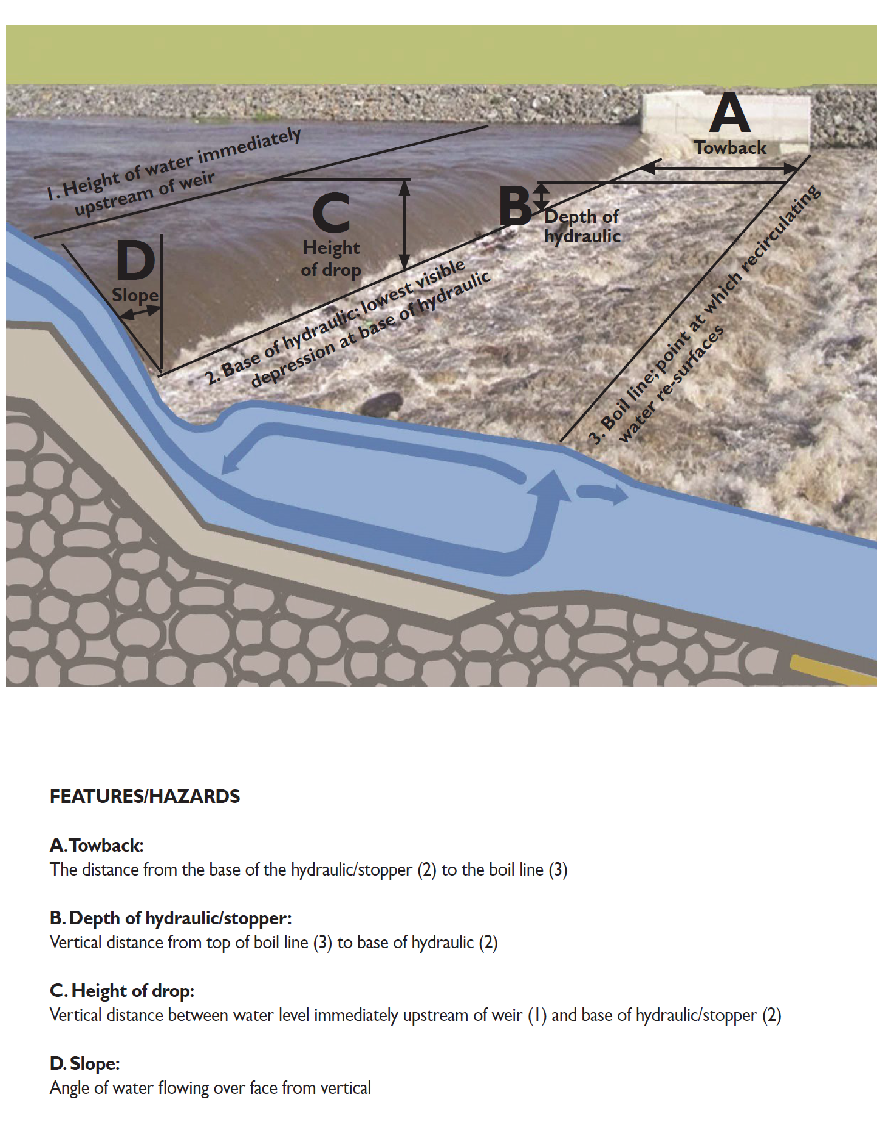 A
Towback
1. Height of water immediately
upstream of weir
B
Depth of
hydraulic
C
Height
of drop
D
Slope
2. Base of hydraulic: lowest visible
depression at base of hydraulic
3. Boil line; point at which recirculating
water re-surfaces
FEATURES/HAZARDS
A. Towback:
The distance from the base of the hydraulic/stopper (2) to the boil line (3)
B. Depth of hydraulic/stopper:
Vertical distance from top of boil line (3) to base of hydraulic (2)
C. Height of drop:
Vertical distance between water level immediately upstream of weir (1) and base of hydraulic/stopper (2)
D. Slope:
Angle of water flowing over face from vertical